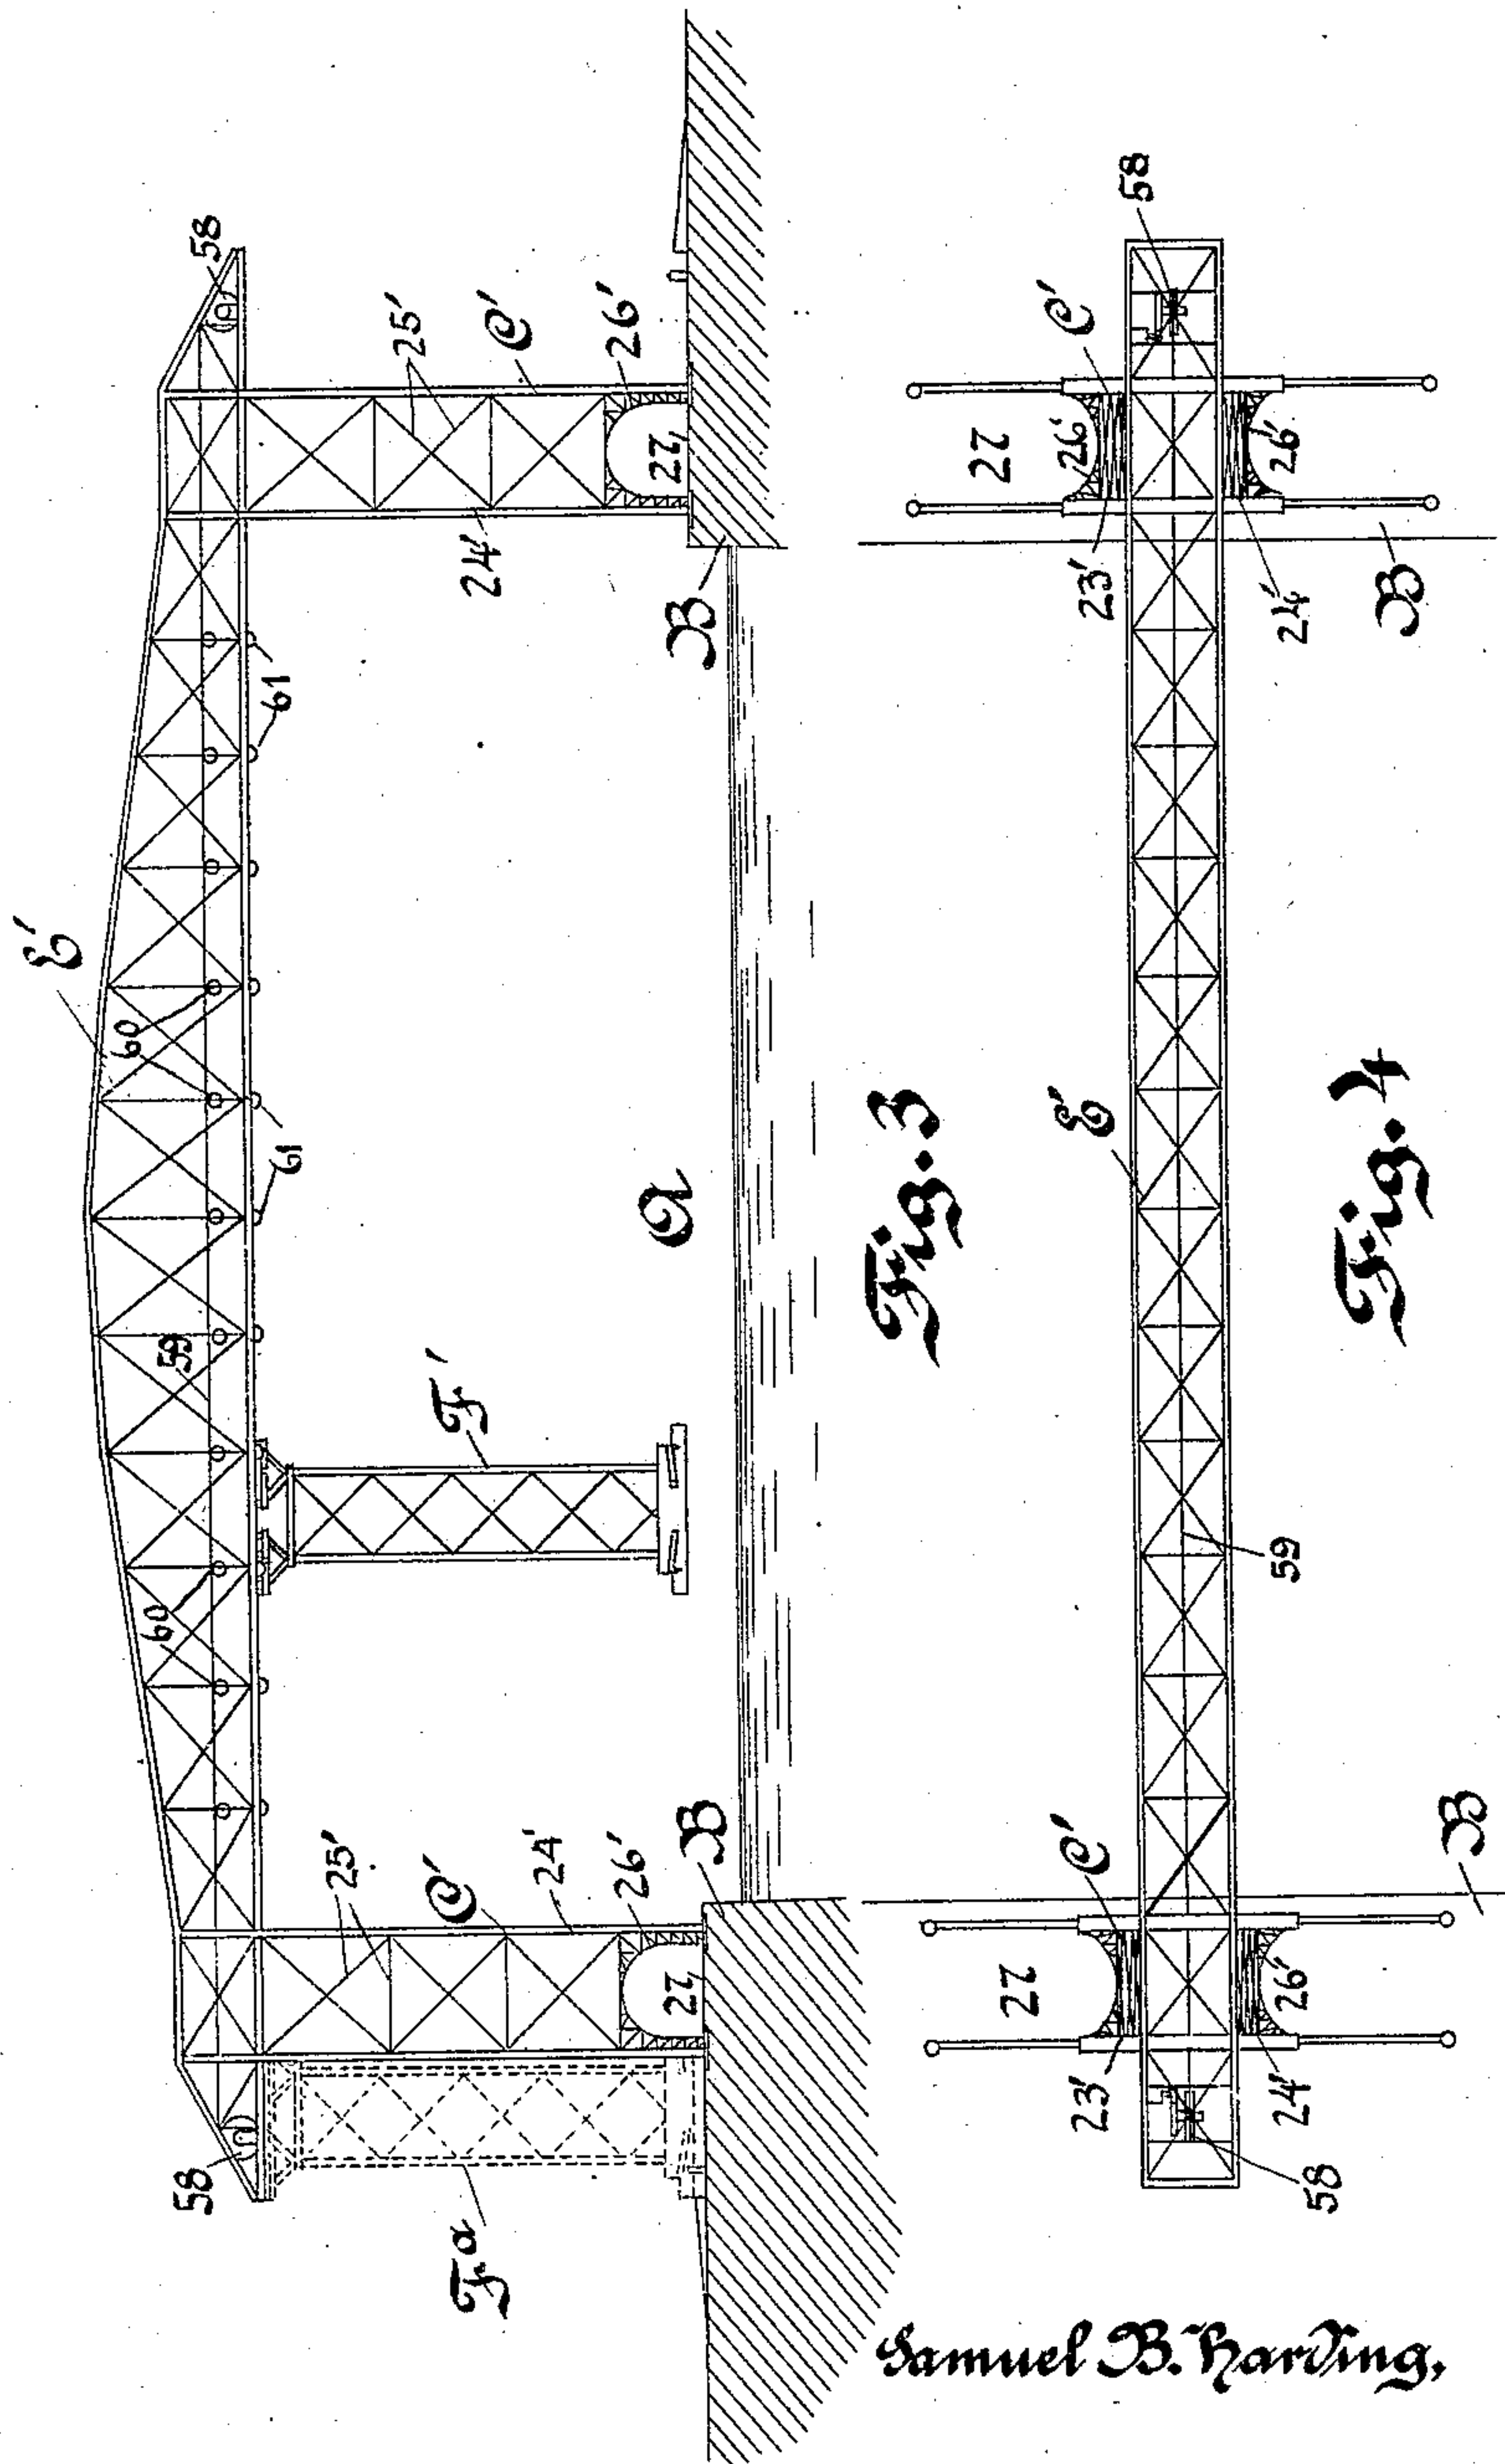 E'
60
59
60
58
58
61
61
25'
25'
C'
C'
24'
24'
26'
26'
27
27
F'
Fᵃ
B
B
A
Fig. 3
58
C'
C'
27
27
26'
26'
26'
23'
23'
24'
24'
E'
59
58
B
B
Fig. 4
Samuel B. Harding,